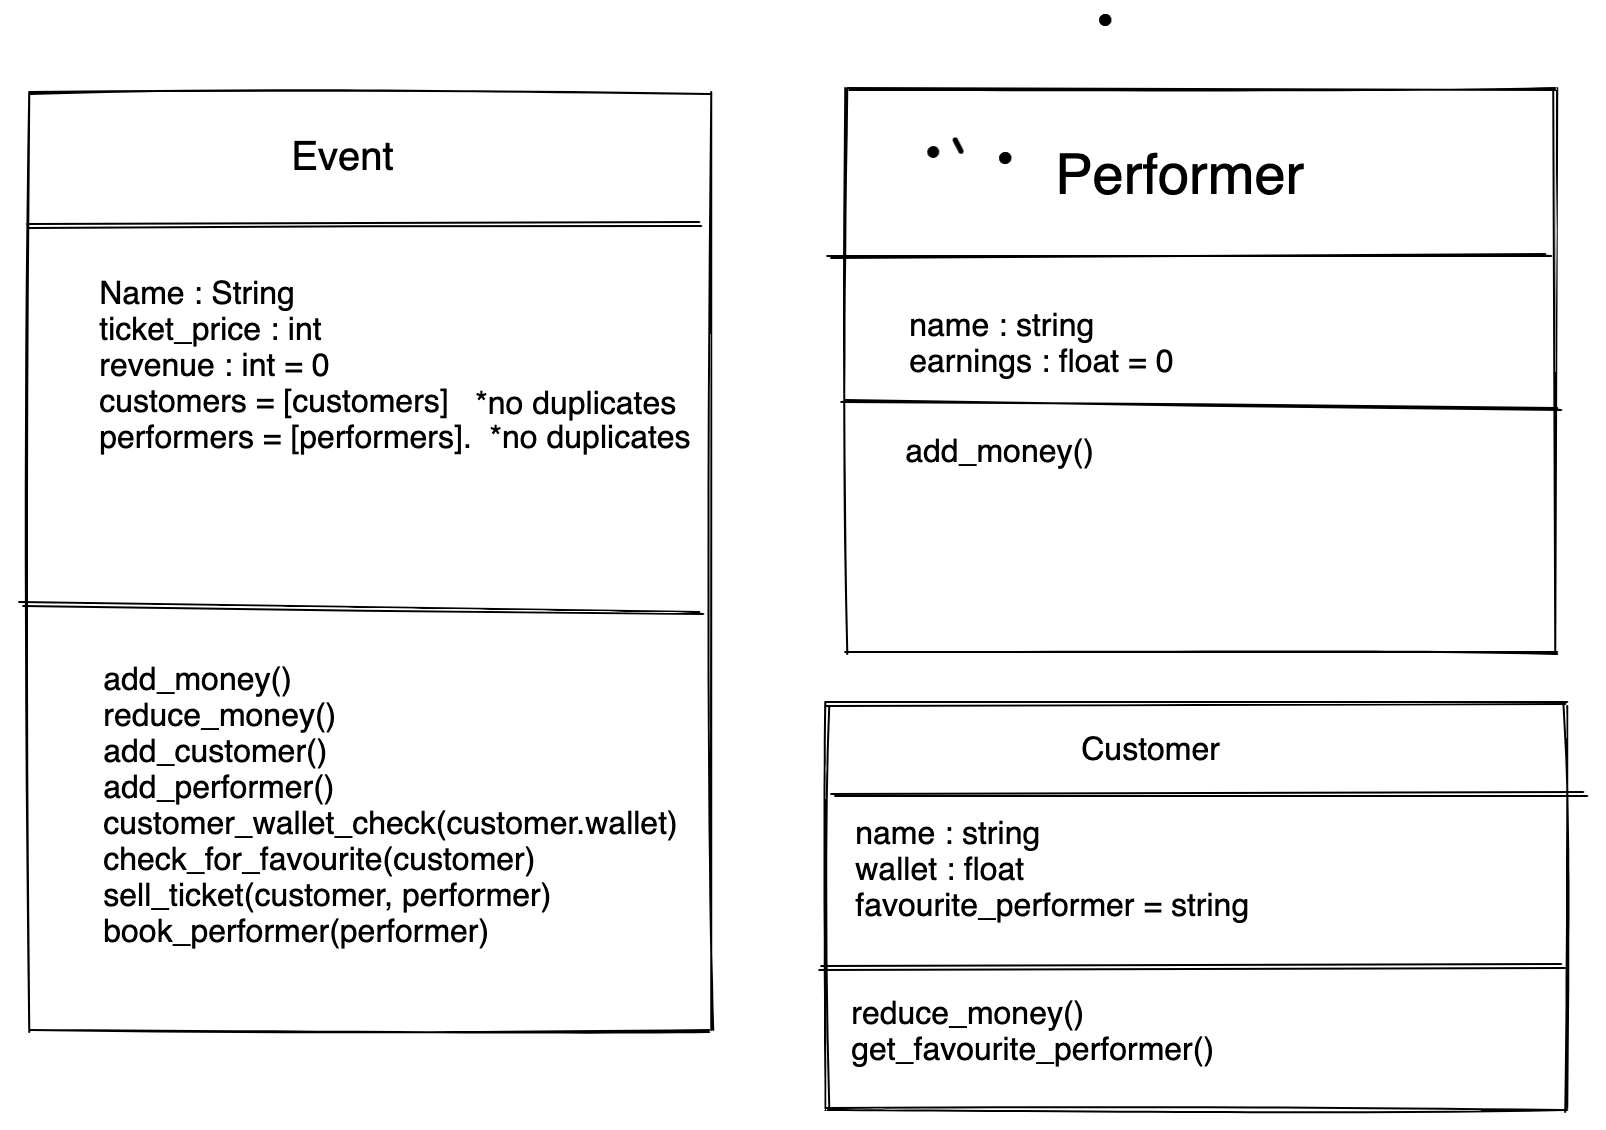 Event
Name : String
ticket_price : int
revenue : int = 0
customers = [customers] *no duplicates
performers = [performers]. *no duplicates
add_money()
reduce_money()
add_customer()
add_performer()
customer_wallet_check(customer.wallet)
check_for_favourite(customer)
sell_ticket(customer, performer)
book_performer(performer)
Performer
name : string
earnings : float = 0
add_money()
Customer
name : string
wallet : float
favourite_performer = string
reduce_money()
get_favourite_performer()